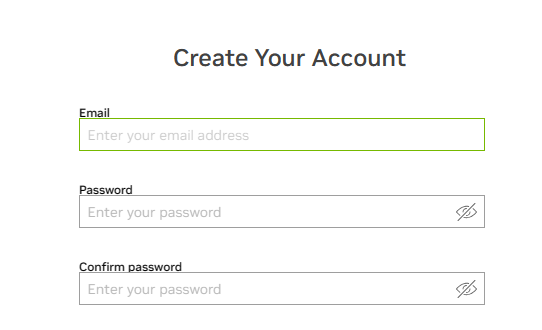 Create Your Account
Email
Enter your email address
Password
Enter your password
Confirm password
Enter your password